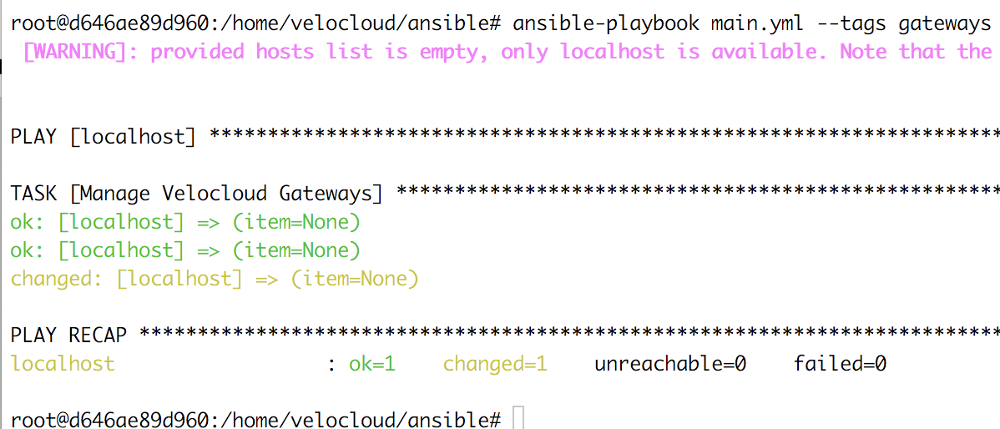 root@d646ae89d960:/home/velocloud/ansible# ansible-playbook main.yml --tags gateways
[WARNING]: provided hosts list is empty, only localhost is available. Note that the
PLAY [localhost] *******************************************************************
TASK [Manage Velocloud Gateways] ***************************************************
ok: [localhost] => (item=None)
ok: [localhost] => (item=None)
changed: [localhost] => (item=None)
PLAY RECAP *************************************************************************
localhost : ok=1 changed=1 unreachable=0 failed=0
root@d646ae89d960:/home/velocloud/ansible#